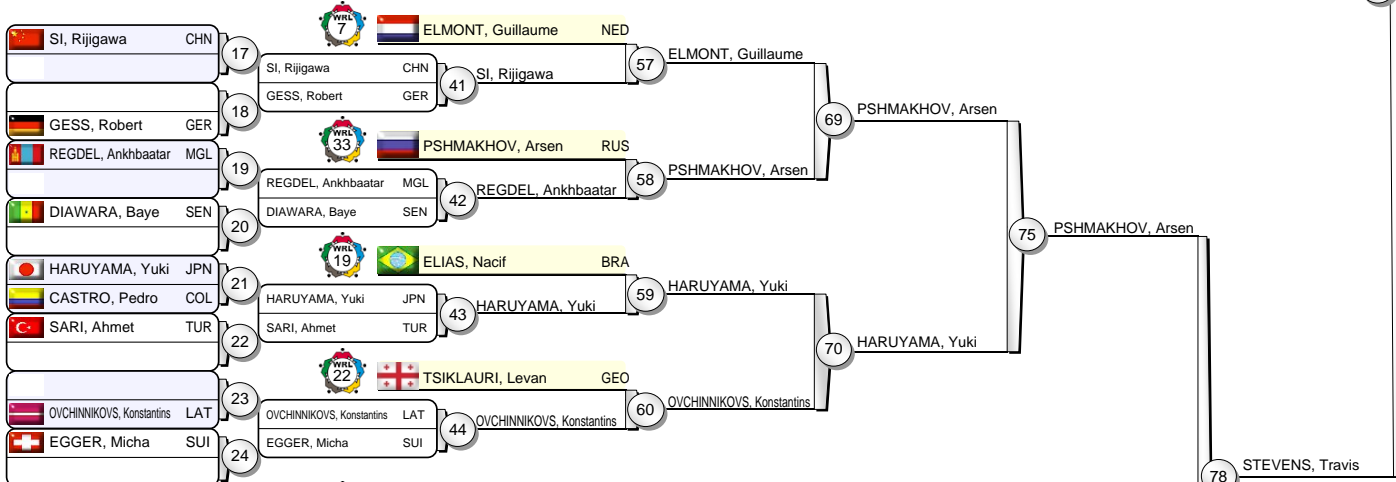 SI, Rijigawa CHN
17
GESS, Robert GER
18
REGDEL, Ankhbaatar MGL
19
DIAWARA, Baye SEN
20
HARUYAMA, Yuki JPN
CASTRO, Pedro COL
21
SARI, Ahmet TUR
22
OVCHINNIKOVS, Konstantins LAT
23
EGGER, Micha SUI
24
WRL
7
ELMONT, Guillaume NED
SI, Rijigawa CHN
GESS, Robert GER
41
SI, Rijigawa
57
WRL
33
PSHMAKHOV, Arsen RUS
REGDEL, Ankhbaatar MGL
DIAWARA, Baye SEN
42
REGDEL, Ankhbaatar
58
WRL
19
ELIAS, Nacif BRA
HARUYAMA, Yuki JPN
SARI, Ahmet TUR
43
HARUYAMA, Yuki
59
WRL
22
TSIKLAURI, Levan GEO
OVCHINNIKOVS, Konstantins LAT
EGGER, Micha SUI
44
OVCHINNIKOVS, Konstantins
60
ELMONT, Guillaume
PSHMAKHOV, Arsen
69
HARUYAMA, Yuki
OVCHINNIKOVS, Konstantins
70
PSHMAKHOV, Arsen
HARUYAMA, Yuki
75
PSHMAKHOV, Arsen
78
STEVENS, Travis